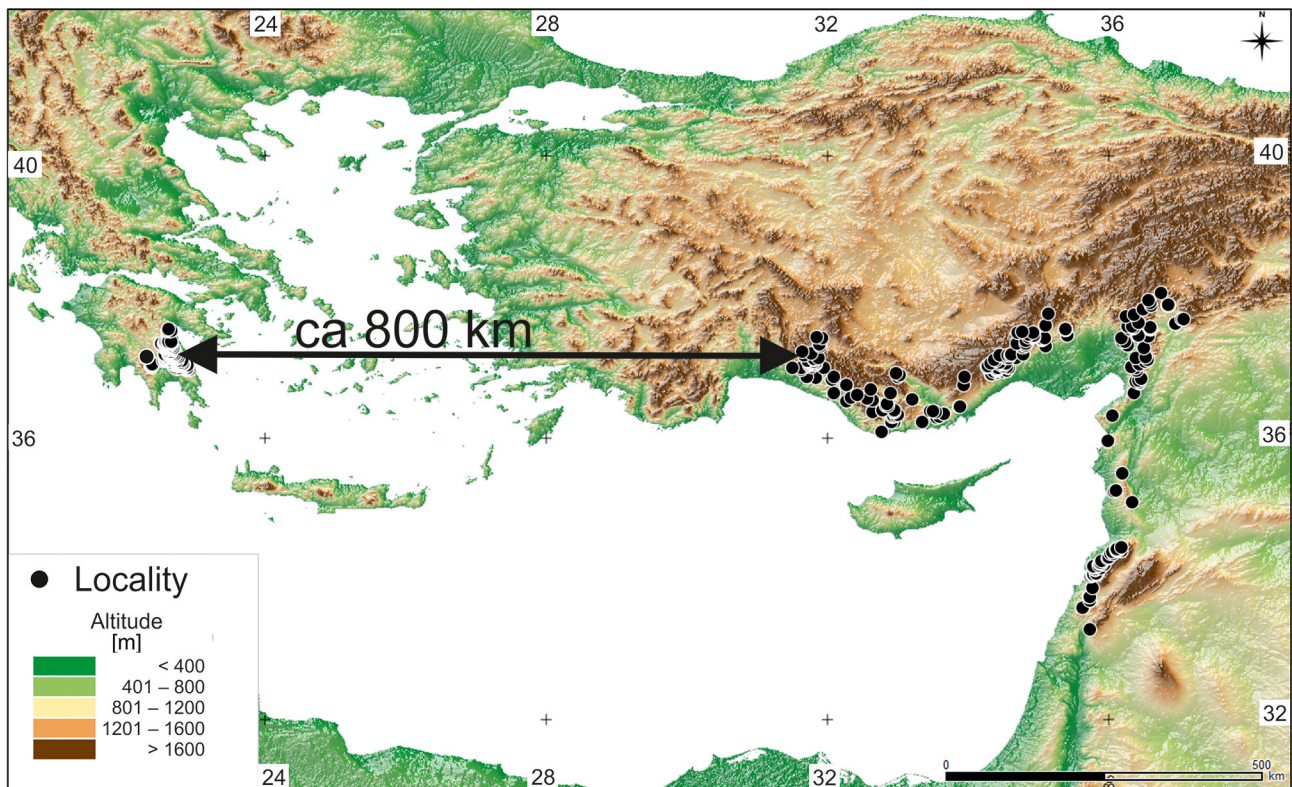 24 28 32 36
N
40 40
ca 800 km
36 36
Locality
Altitude
[m]
< 400
401 – 800
801 – 1200
1201 – 1600
> 1600
32
24 28 32
0 500
km